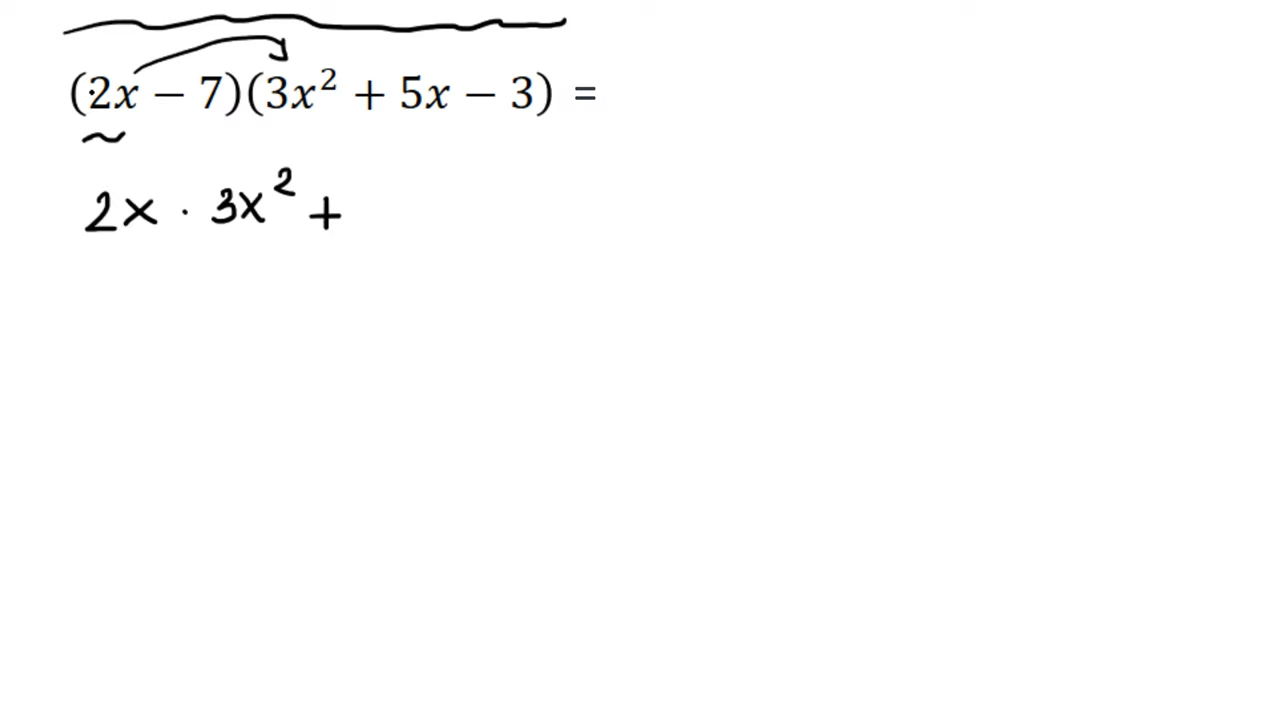 (2x − 7)(3x² + 5x − 3) =
2x · 3x² +